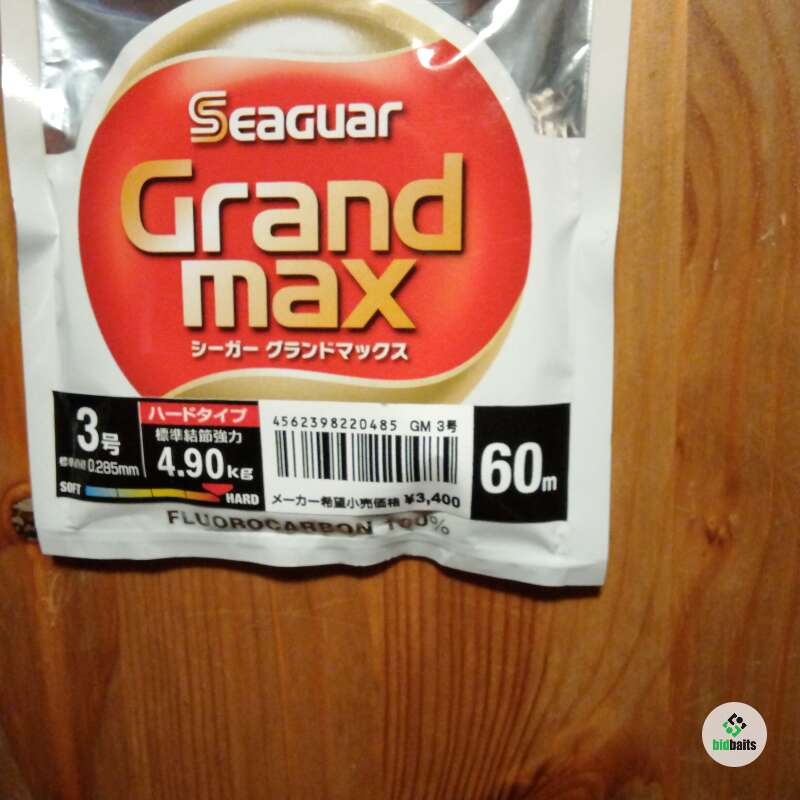 SEAGUAR
Grand
max
シーガー グランドマックス
3号
0.285mm
ハードタイプ
標準結節強力
4.90kg
SOFT
HARD
4562398220485 GM 3号
メーカー希望小売価格 ¥3,400
60m
FLUOROCARBON 100%
bidbaits